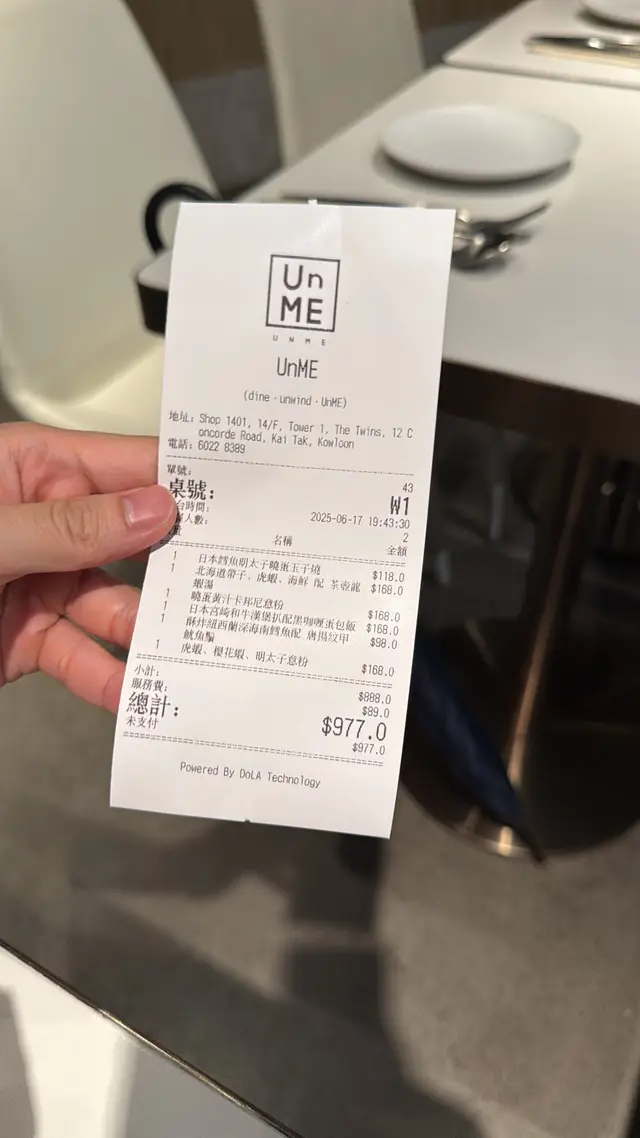 Un
ME
UNME
UnME
(dine · unwind · UnME)
地址: Shop 1401, 14/F, Tower 1, The Twins, 12 C
oncorde Road, Kai Tak, Kowloon
電話: 6022 8389
單號: 43
桌號: W1
台時間: 2025-06-17 19:43:30
人數: 2
名稱 金額
1 日本鱈魚明太子曉蛋玉子燒 $118.0
1 北海道帶子、虎蝦、海鮮 配 茶壺龍 $168.0
蝦湯
1 曉蛋黃汁卡邦尼意粉 $168.0
1 日本宮崎和牛漢堡扒配黑咖喱蛋包飯 $168.0
1 酥炸紐西蘭深海南鱈魚配 唐揚紋甲 $98.0
魷魚鬚
1 虎蝦、櫻花蝦、明太子意粉 $168.0
小計: $888.0
服務費: $89.0
總計: $977.0
未支付 $977.0
Powered By DoLA Technology